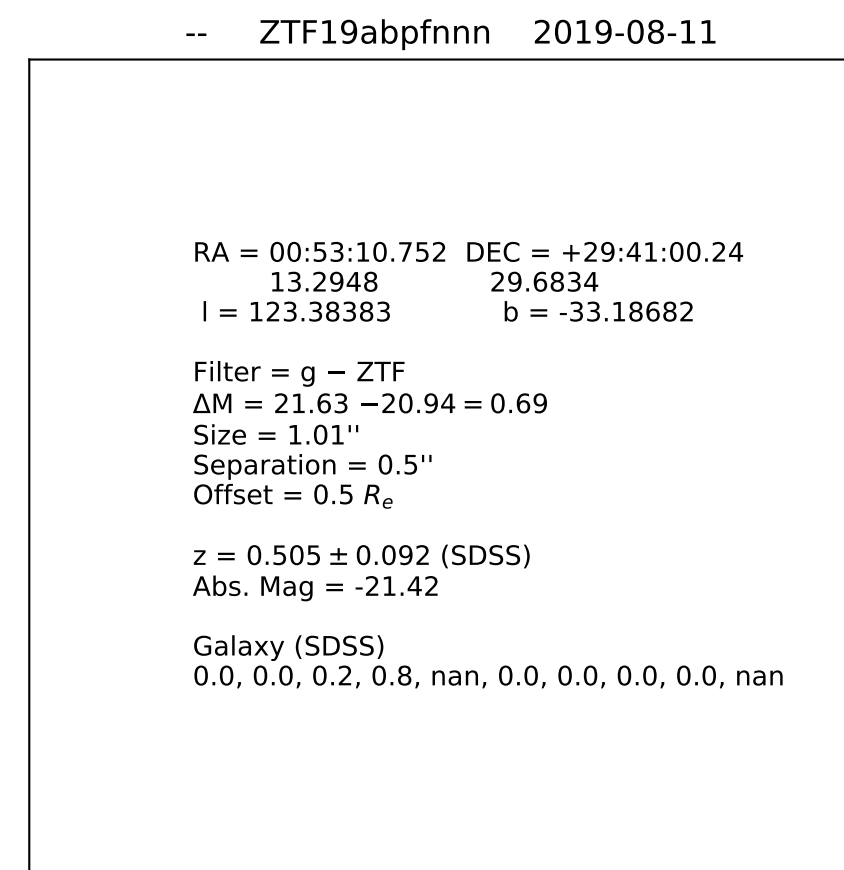 -- ZTF19abpfnnn 2019-08-11
RA = 00:53:10.752 DEC = +29:41:00.24
13.2948 29.6834
l = 123.38383 b = -33.18682
Filter = g − ZTF
ΔM = 21.63 −20.94 = 0.69
Size = 1.01''
Separation = 0.5''
Offset = 0.5 Rₑ
z = 0.505 ± 0.092 (SDSS)
Abs. Mag = -21.42
Galaxy (SDSS)
0.0, 0.0, 0.2, 0.8, nan, 0.0, 0.0, 0.0, 0.0, nan